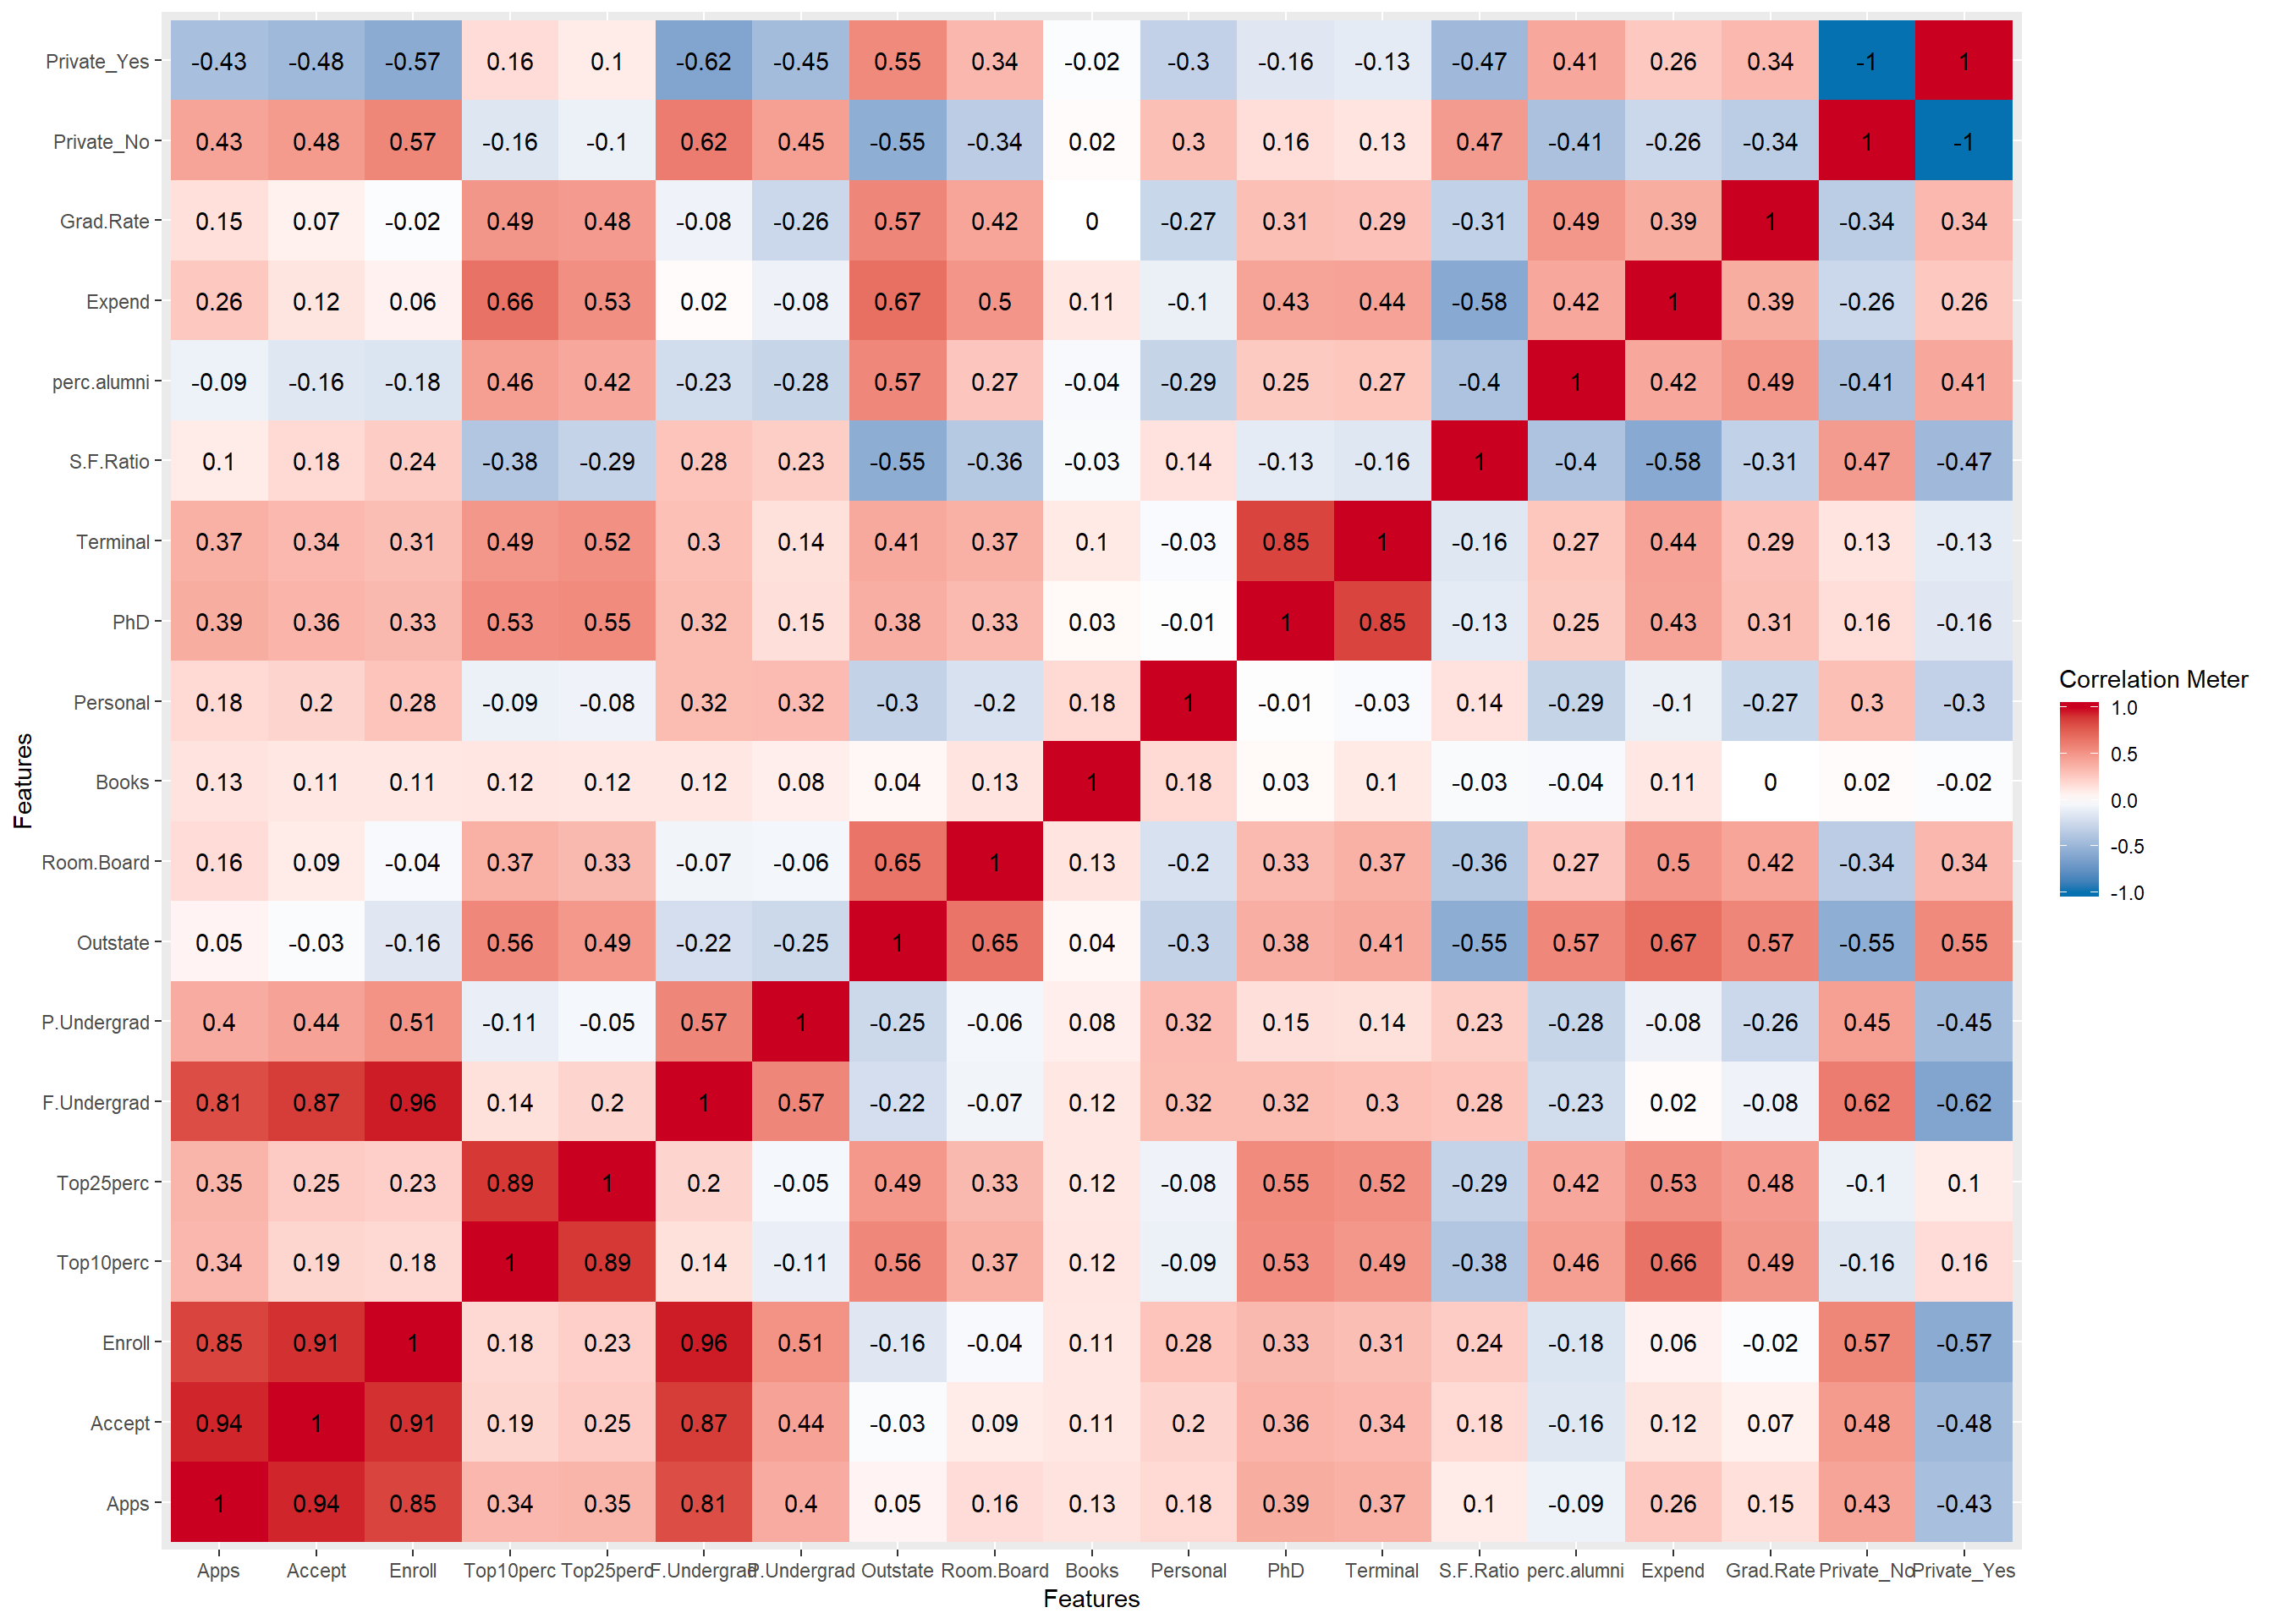 Private_Yes -0.43 -0.48 -0.57 0.16 0.1 -0.62 -0.45 0.55 0.34 -0.02 -0.3 -0.16 -0.13 -0.47 0.41 0.26 0.34 -1 1
Private_No 0.43 0.48 0.57 -0.16 -0.1 0.62 0.45 -0.55 -0.34 0.02 0.3 0.16 0.13 0.47 -0.41 -0.26 -0.34 1 -1
Grad.Rate 0.15 0.07 -0.02 0.49 0.48 -0.08 -0.26 0.57 0.42 0 -0.27 0.31 0.29 -0.31 0.49 0.39 1 -0.34 0.34
Expend 0.26 0.12 0.06 0.66 0.53 0.02 -0.08 0.67 0.5 0.11 -0.1 0.43 0.44 -0.58 0.42 1 0.39 -0.26 0.26
perc.alumni -0.09 -0.16 -0.18 0.46 0.42 -0.23 -0.28 0.57 0.27 -0.04 -0.29 0.25 0.27 -0.4 1 0.42 0.49 -0.41 0.41
S.F.Ratio 0.1 0.18 0.24 -0.38 -0.29 0.28 0.23 -0.55 -0.36 -0.03 0.14 -0.13 -0.16 1 -0.4 -0.58 -0.31 0.47 -0.47
Terminal 0.37 0.34 0.31 0.49 0.52 0.3 0.14 0.41 0.37 0.1 -0.03 0.85 1 -0.16 0.27 0.44 0.29 0.13 -0.13
PhD 0.39 0.36 0.33 0.53 0.55 0.32 0.15 0.38 0.33 0.03 -0.01 1 0.85 -0.13 0.25 0.43 0.31 0.16 -0.16
Personal 0.18 0.2 0.28 -0.09 -0.08 0.32 0.32 -0.3 -0.2 0.18 1 -0.01 -0.03 0.14 -0.29 -0.1 -0.27 0.3 -0.3
Books 0.13 0.11 0.11 0.12 0.12 0.12 0.08 0.04 0.13 1 0.18 0.03 0.1 -0.03 -0.04 0.11 0 0.02 -0.02
Room.Board 0.16 0.09 -0.04 0.37 0.33 -0.07 -0.06 0.65 1 0.13 -0.2 0.33 0.37 -0.36 0.27 0.5 0.42 -0.34 0.34
Outstate 0.05 -0.03 -0.16 0.56 0.49 -0.22 -0.25 1 0.65 0.04 -0.3 0.38 0.41 -0.55 0.57 0.67 0.57 -0.55 0.55
P.Undergrad 0.4 0.44 0.51 -0.11 -0.05 0.57 1 -0.25 -0.06 0.08 0.32 0.15 0.14 0.23 -0.28 -0.08 -0.26 0.45 -0.45
F.Undergrad 0.81 0.87 0.96 0.14 0.2 1 0.57 -0.22 -0.07 0.12 0.32 0.32 0.3 0.28 -0.23 0.02 -0.08 0.62 -0.62
Top25perc 0.35 0.25 0.23 0.89 1 0.2 -0.05 0.49 0.33 0.12 -0.08 0.55 0.52 -0.29 0.42 0.53 0.48 -0.1 0.1
Top10perc 0.34 0.19 0.18 1 0.89 0.14 -0.11 0.56 0.37 0.12 -0.09 0.53 0.49 -0.38 0.46 0.66 0.49 -0.16 0.16
Enroll 0.85 0.91 1 0.18 0.23 0.96 0.51 -0.16 -0.04 0.11 0.28 0.33 0.31 0.24 -0.18 0.06 -0.02 0.57 -0.57
Accept 0.94 1 0.91 0.19 0.25 0.87 0.44 -0.03 0.09 0.11 0.2 0.36 0.34 0.18 -0.16 0.12 0.07 0.48 -0.48
Apps 1 0.94 0.85 0.34 0.35 0.81 0.4 0.05 0.16 0.13 0.18 0.39 0.37 0.1 -0.09 0.26 0.15 0.43 -0.43
Apps Accept Enroll Top10perc Top25perc F.Undergrad P.Undergrad Outstate Room.Board Books Personal PhD Terminal S.F.Ratio perc.alumni Expend Grad.Rate Private_No Private_Yes
Features
Features
Correlation Meter
1.0
0.5
0.0
-0.5
-1.0